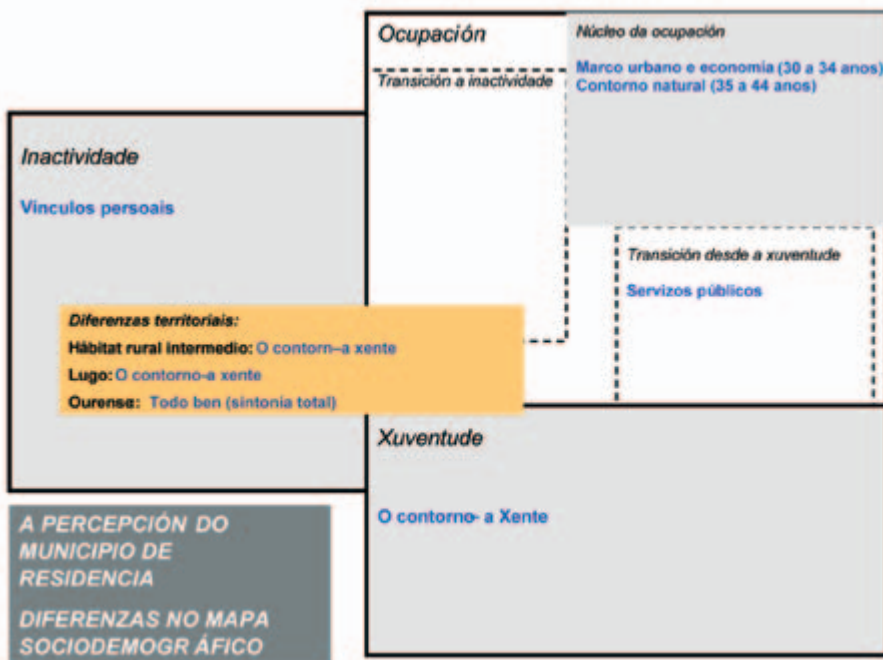 Ocupación
Núcleo da ocupación
Marco urbano e economía (30 a 34 anos)
Contorno natural (35 a 44 anos)
Transición a inactividade
Inactividade
Vínculos persoais
Transición desde a xuventude
Servizos públicos
Diferenzas territoriais:
Hábitat rural intermedio: O contorn–a xente
Lugo: O contorno-a xente
Ourense: Todo ben (sintonia total)
Xuventude
O contorno- a Xente
A PERCEPCIÓN DO
MUNICIPIO DE
RESIDENCIA
DIFERENZAS NO MAPA
SOCIODEMOGR ÁFICO